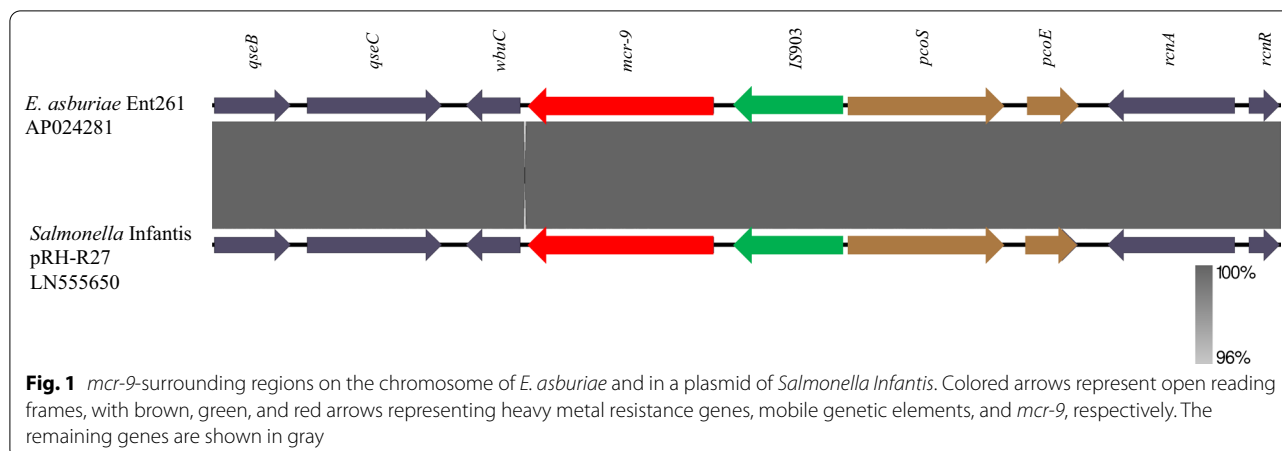 qseB qseC wbuC mcr-9 IS903 pcoS pcoE rcnA rcnR
E. asburiae Ent261
AP024281
Salmonella Infantis
pRH-R27
LN555650
100%
96%
Fig. 1 mcr-9-surrounding regions on the chromosome of E. asburiae and in a plasmid of Salmonella Infantis. Colored arrows represent open reading
frames, with brown, green, and red arrows representing heavy metal resistance genes, mobile genetic elements, and mcr-9, respectively. The
remaining genes are shown in gray